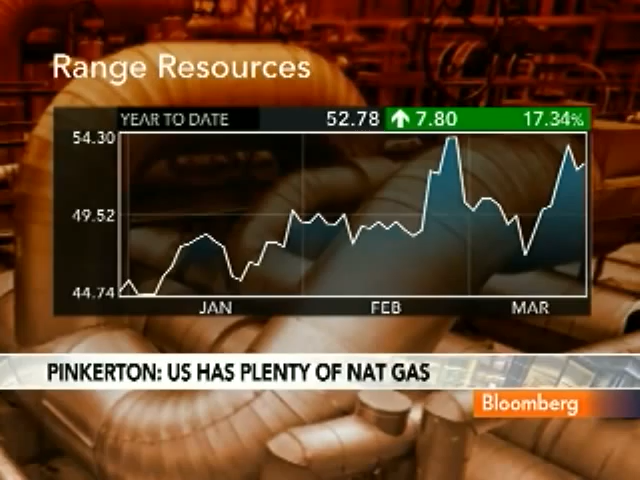 Range Resources
YEAR TO DATE 52.78 7.80 17.34%
54.30
49.52
44.74
JAN FEB MAR
PINKERTON: US HAS PLENTY OF NAT GAS
Bloomberg